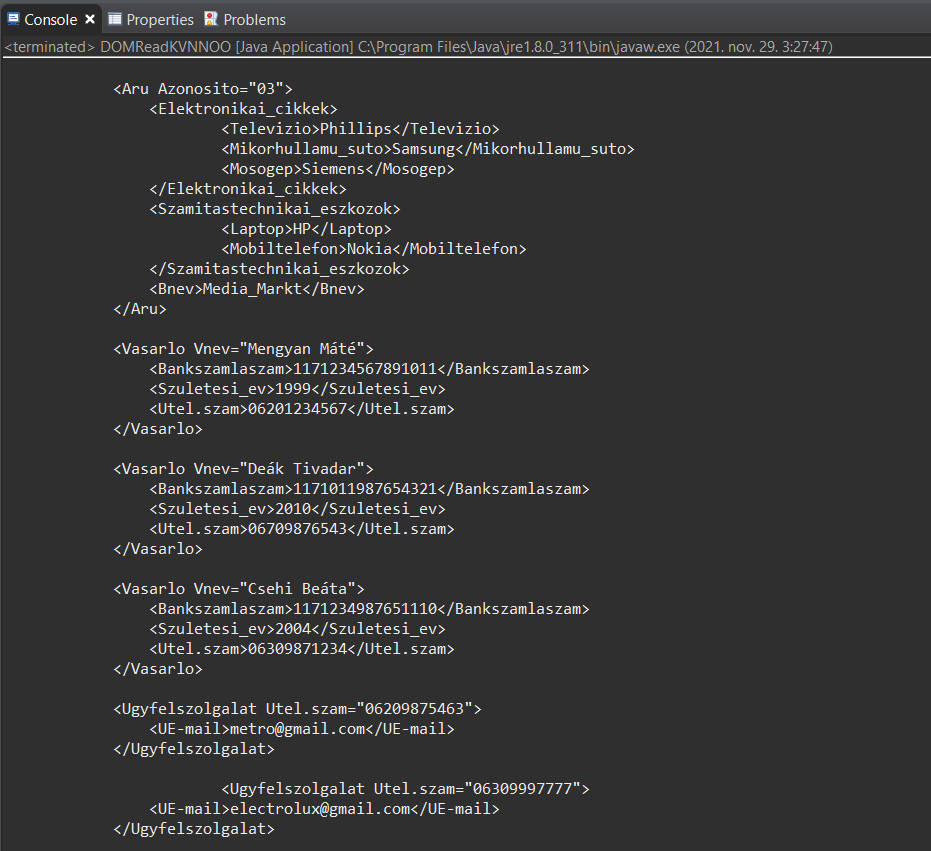 Console Properties Problems
<terminated> DOMReadKVNNOO [Java Application] C:\Program Files\Java\jre1.8.0_311\bin\javaw.exe (2021. nov. 29. 3:27:47)
<Aru Azonosito="03">
<Elektronikai_cikkek>
<Televizio>Phillips</Televizio>
<Mikorhullamu_suto>Samsung</Mikorhullamu_suto>
<Mosogep>Siemens</Mosogep>
</Elektronikai_cikkek>
<Szamitastechnikai_eszkozok>
<Laptop>HP</Laptop>
<Mobiltelefon>Nokia</Mobiltelefon>
</Szamitastechnikai_eszkozok>
<Bnev>Media_Markt</Bnev>
</Aru>
<Vasarlo Vnev="Mengyan Máté">
<Bankszamlaszam>1171234567891011</Bankszamlaszam>
<Szuletesi_ev>1999</Szuletesi_ev>
<Utel.szam>06201234567</Utel.szam>
</Vasarlo>
<Vasarlo Vnev="Deák Tivadar">
<Bankszamlaszam>1171011987654321</Bankszamlaszam>
<Szuletesi_ev>2010</Szuletesi_ev>
<Utel.szam>06709876543</Utel.szam>
</Vasarlo>
<Vasarlo Vnev="Csehi Beáta">
<Bankszamlaszam>1171234987651110</Bankszamlaszam>
<Szuletesi_ev>2004</Szuletesi_ev>
<Utel.szam>06309871234</Utel.szam>
</Vasarlo>
<Ugyfelszolgalat Utel.szam="06209875463">
<UE-mail>metro@gmail.com</UE-mail>
</Ugyfelszolgalat>
<Ugyfelszolgalat Utel.szam="06309997777">
<UE-mail>electrolux@gmail.com</UE-mail>
</Ugyfelszolgalat>